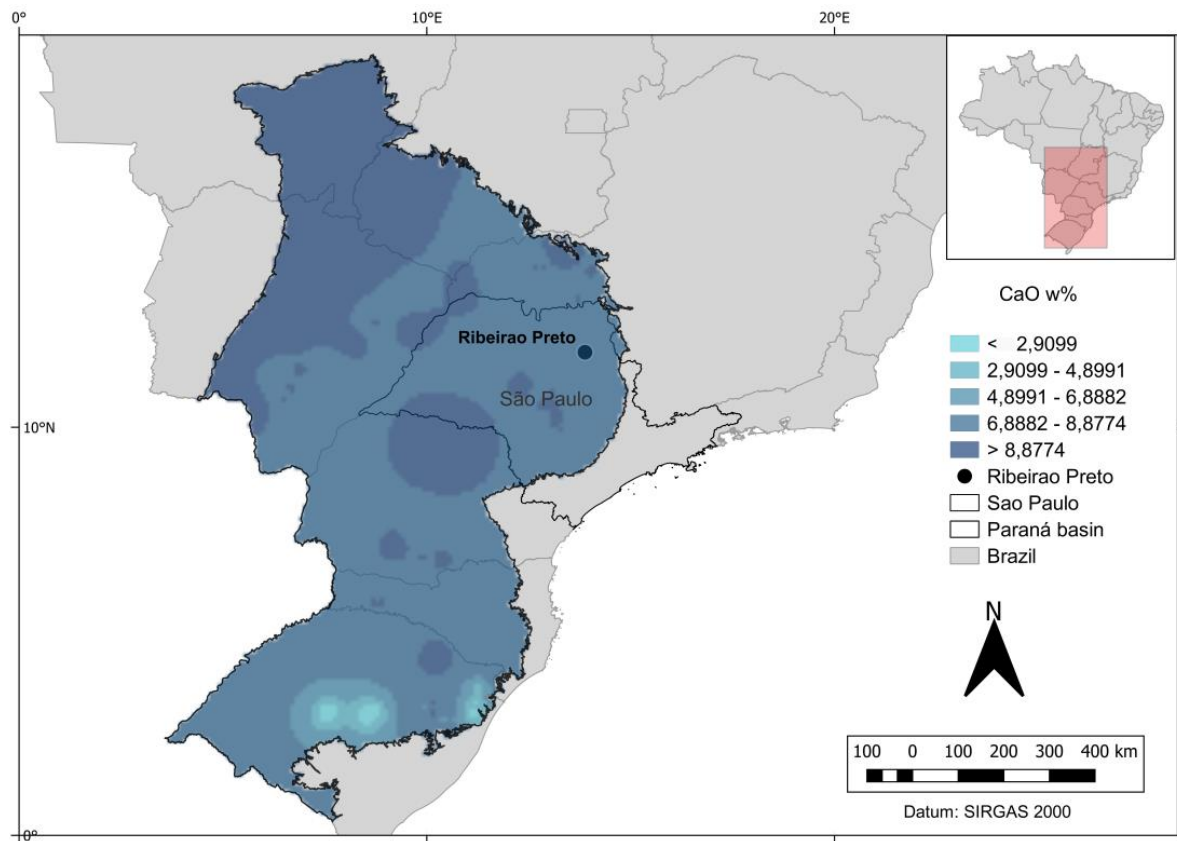 0°
10°E
20°E
Ribeirao Preto
São Paulo
10°N
0°
CaO w%
< 2,9099
2,9099 - 4,8991
4,8991 - 6,8882
6,8882 - 8,8774
> 8,8774
Ribeirao Preto
Sao Paulo
Paraná basin
Brazil
N
100 0 100 200 300 400 km
Datum: SIRGAS 2000